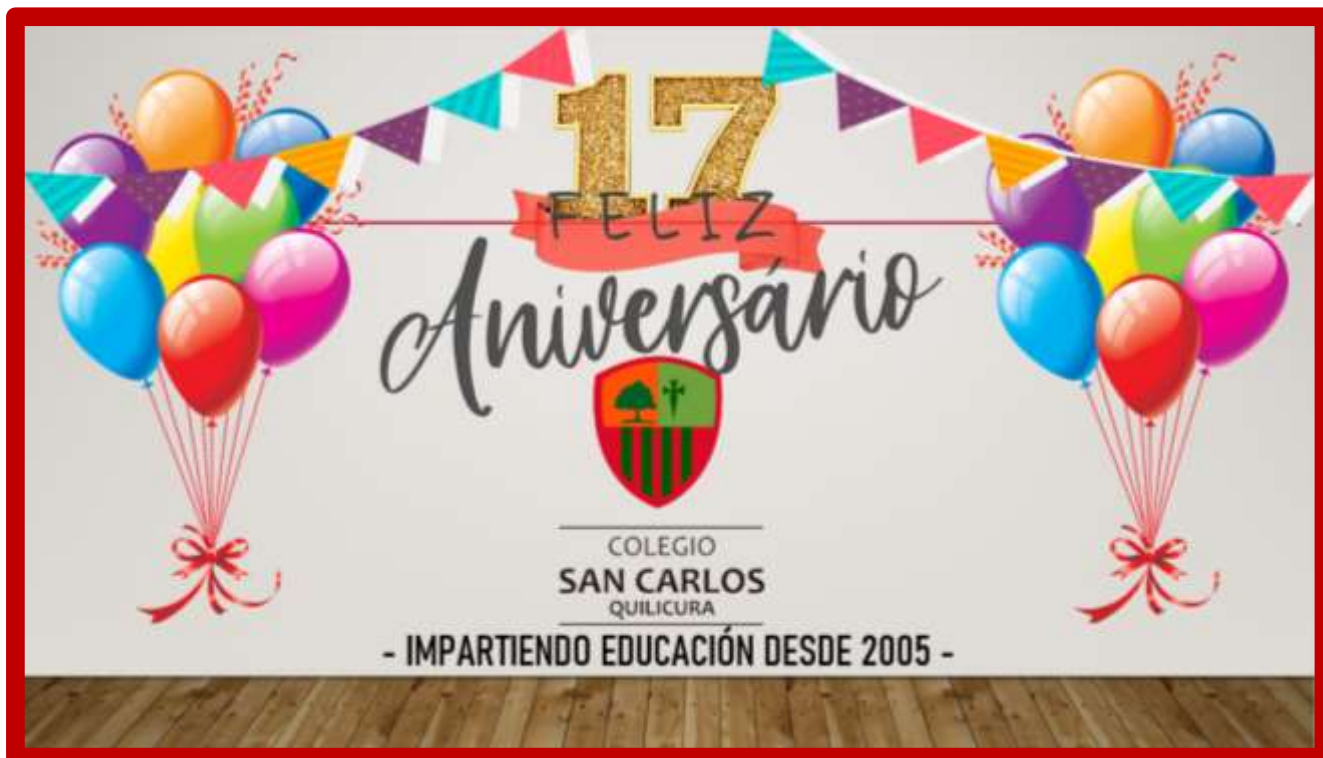 17
FELIZ
Aniversário
COLEGIO
SAN CARLOS
QUILICURA
- IMPARTIENDO EDUCACIÓN DESDE 2005 -